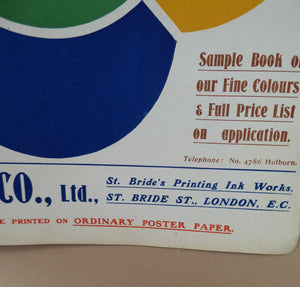 Sample Book of
our Fine Colours
& Full Price List
on application.
Telephone: No. 4786 Holborn.
CO., Ltd., St. Bride's Printing Ink Works,
ST. BRIDE ST., LONDON, E.C.
PRINTED ON ORDINARY POSTER PAPER.